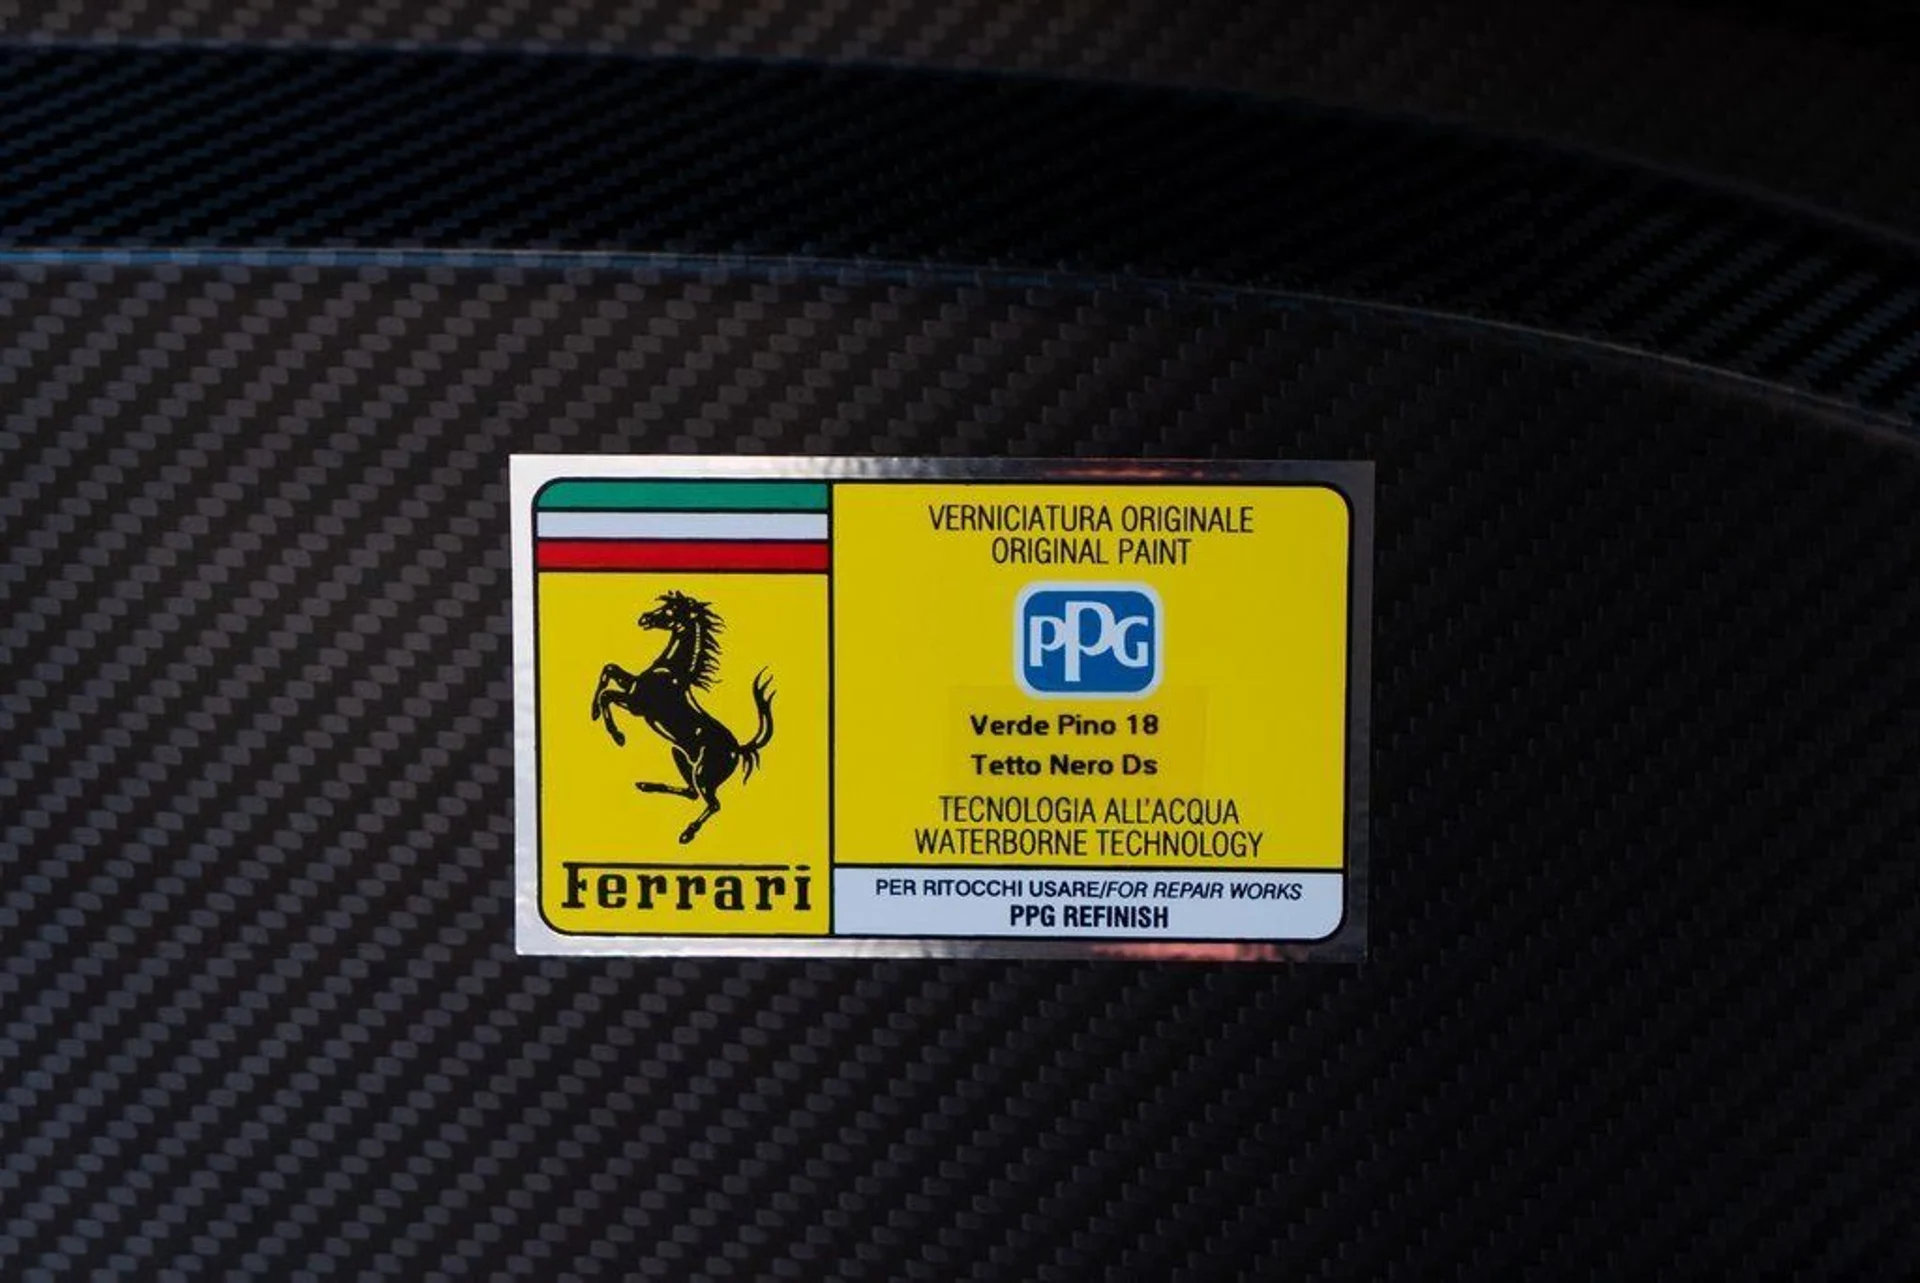 VERNICIATURA ORIGINALE
ORIGINAL PAINT
PPG
Verde Pino 18
Tetto Nero Ds
TECNOLOGIA ALL'ACQUA
WATERBORNE TECHNOLOGY
Ferrari
PER RITOCCHI USARE/FOR REPAIR WORKS
PPG REFINISH